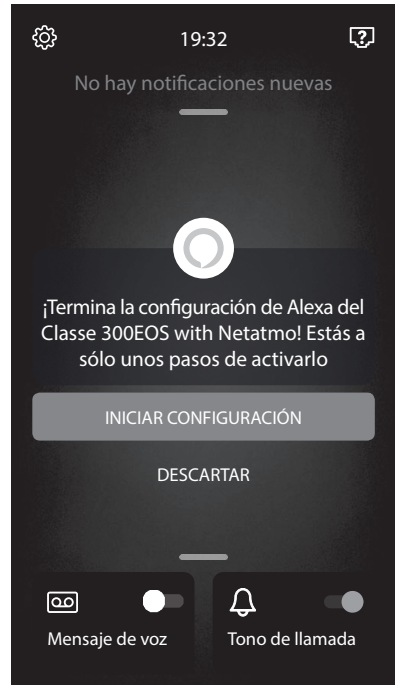 19:32
No hay notificaciones nuevas
¡Termina la configuración de Alexa del
Classe 300EOS with Netatmo! Estás a
sólo unos pasos de activarlo
INICIAR CONFIGURACIÓN
DESCARTAR
Mensaje de voz
Tono de llamada